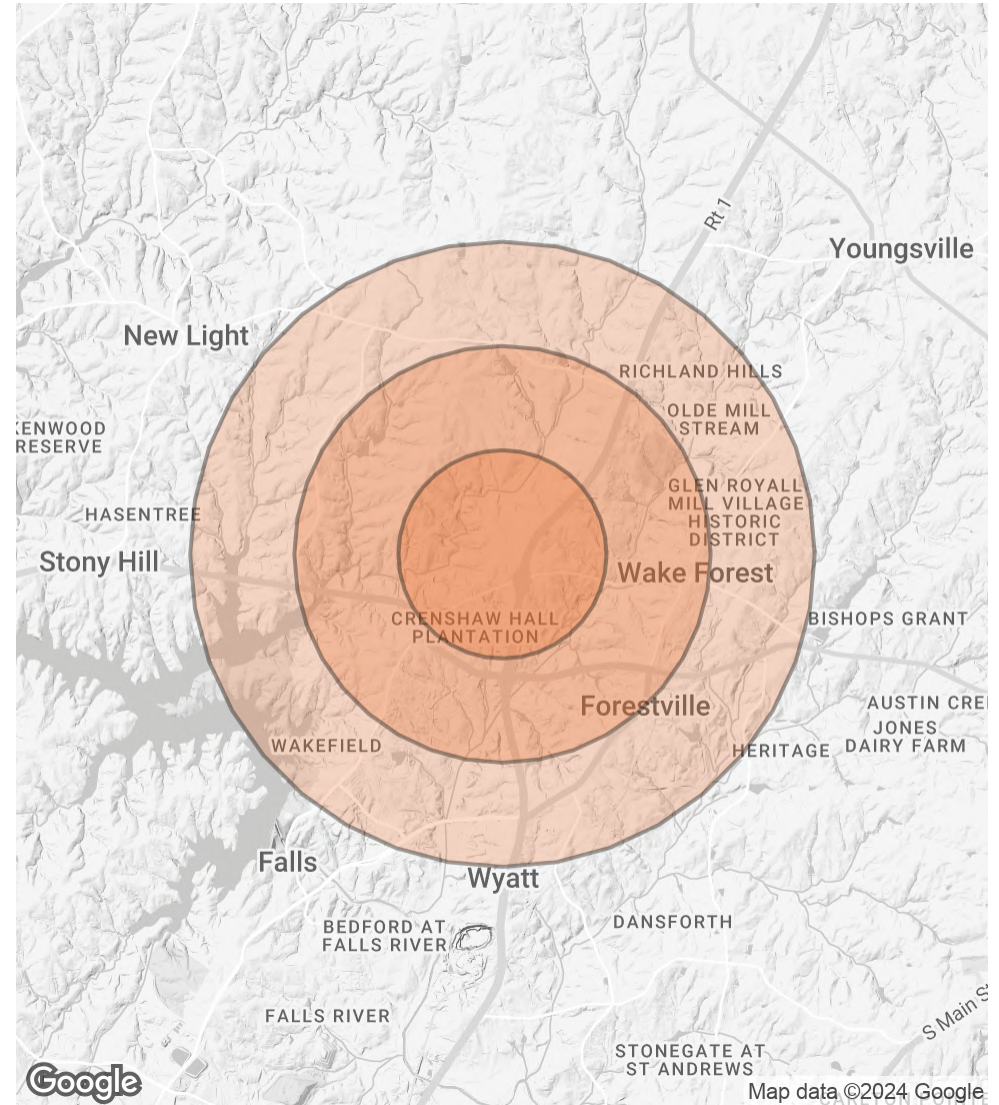 Rt 1
Youngsville
New Light
RICHLAND HILLS
OLDE MILL
STREAM
KENWOOD
RESERVE
GLEN ROYALL
MILL VILLAGE
HISTORIC
DISTRICT
HASENTREE
Stony Hill
Wake Forest
CRENSHAW HALL
PLANTATION
BISHOPS GRANT
Forestville
AUSTIN CREE
JONES
DAIRY FARM
WAKEFIELD
HERITAGE
Falls
Wyatt
BEDFORD AT
FALLS RIVER
DANSFORTH
FALLS RIVER
S Main St
STONEGATE AT
ST ANDREWS
Google
Map data ©2024 Google